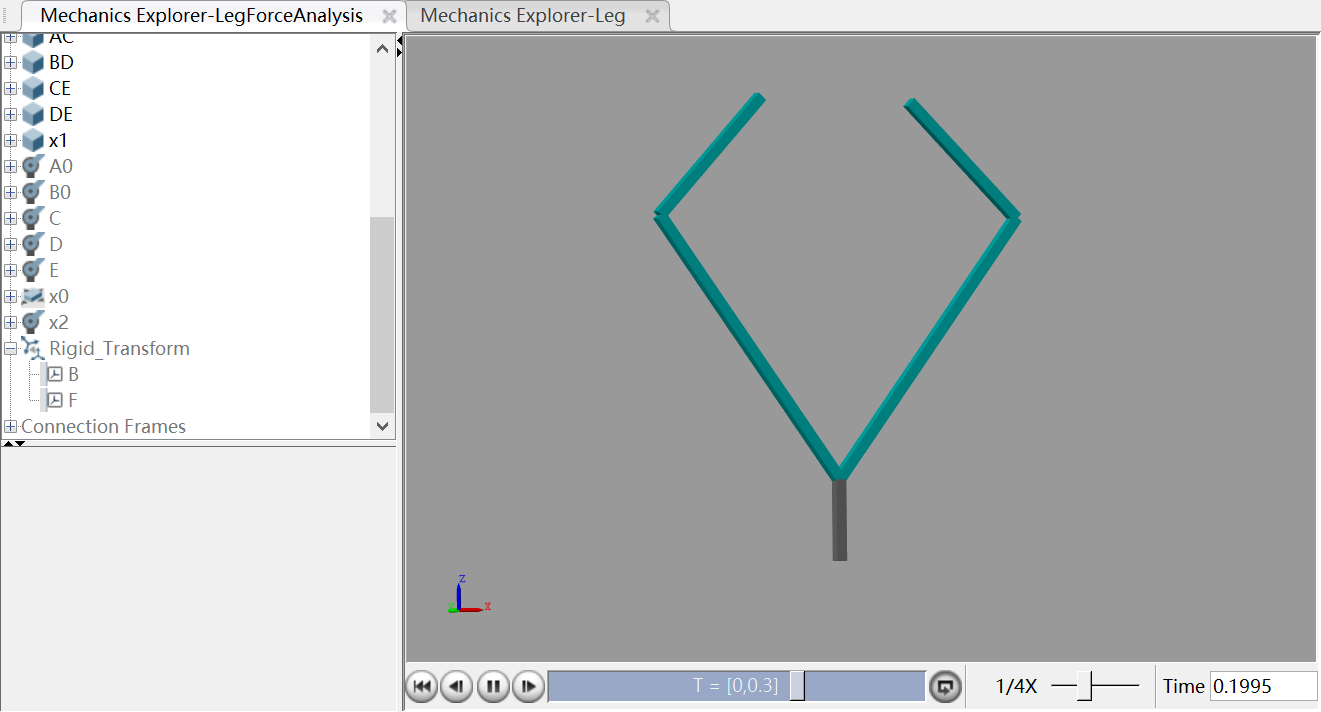 Mechanics Explorer-LegForceAnalysis
Mechanics Explorer-Leg
AC
BD
CE
DE
x1
A0
B0
C
D
E
x0
x2
Rigid_Transform
B
F
Connection Frames
z
x
T = [0,0.3]
1/4X
Time 0.1995